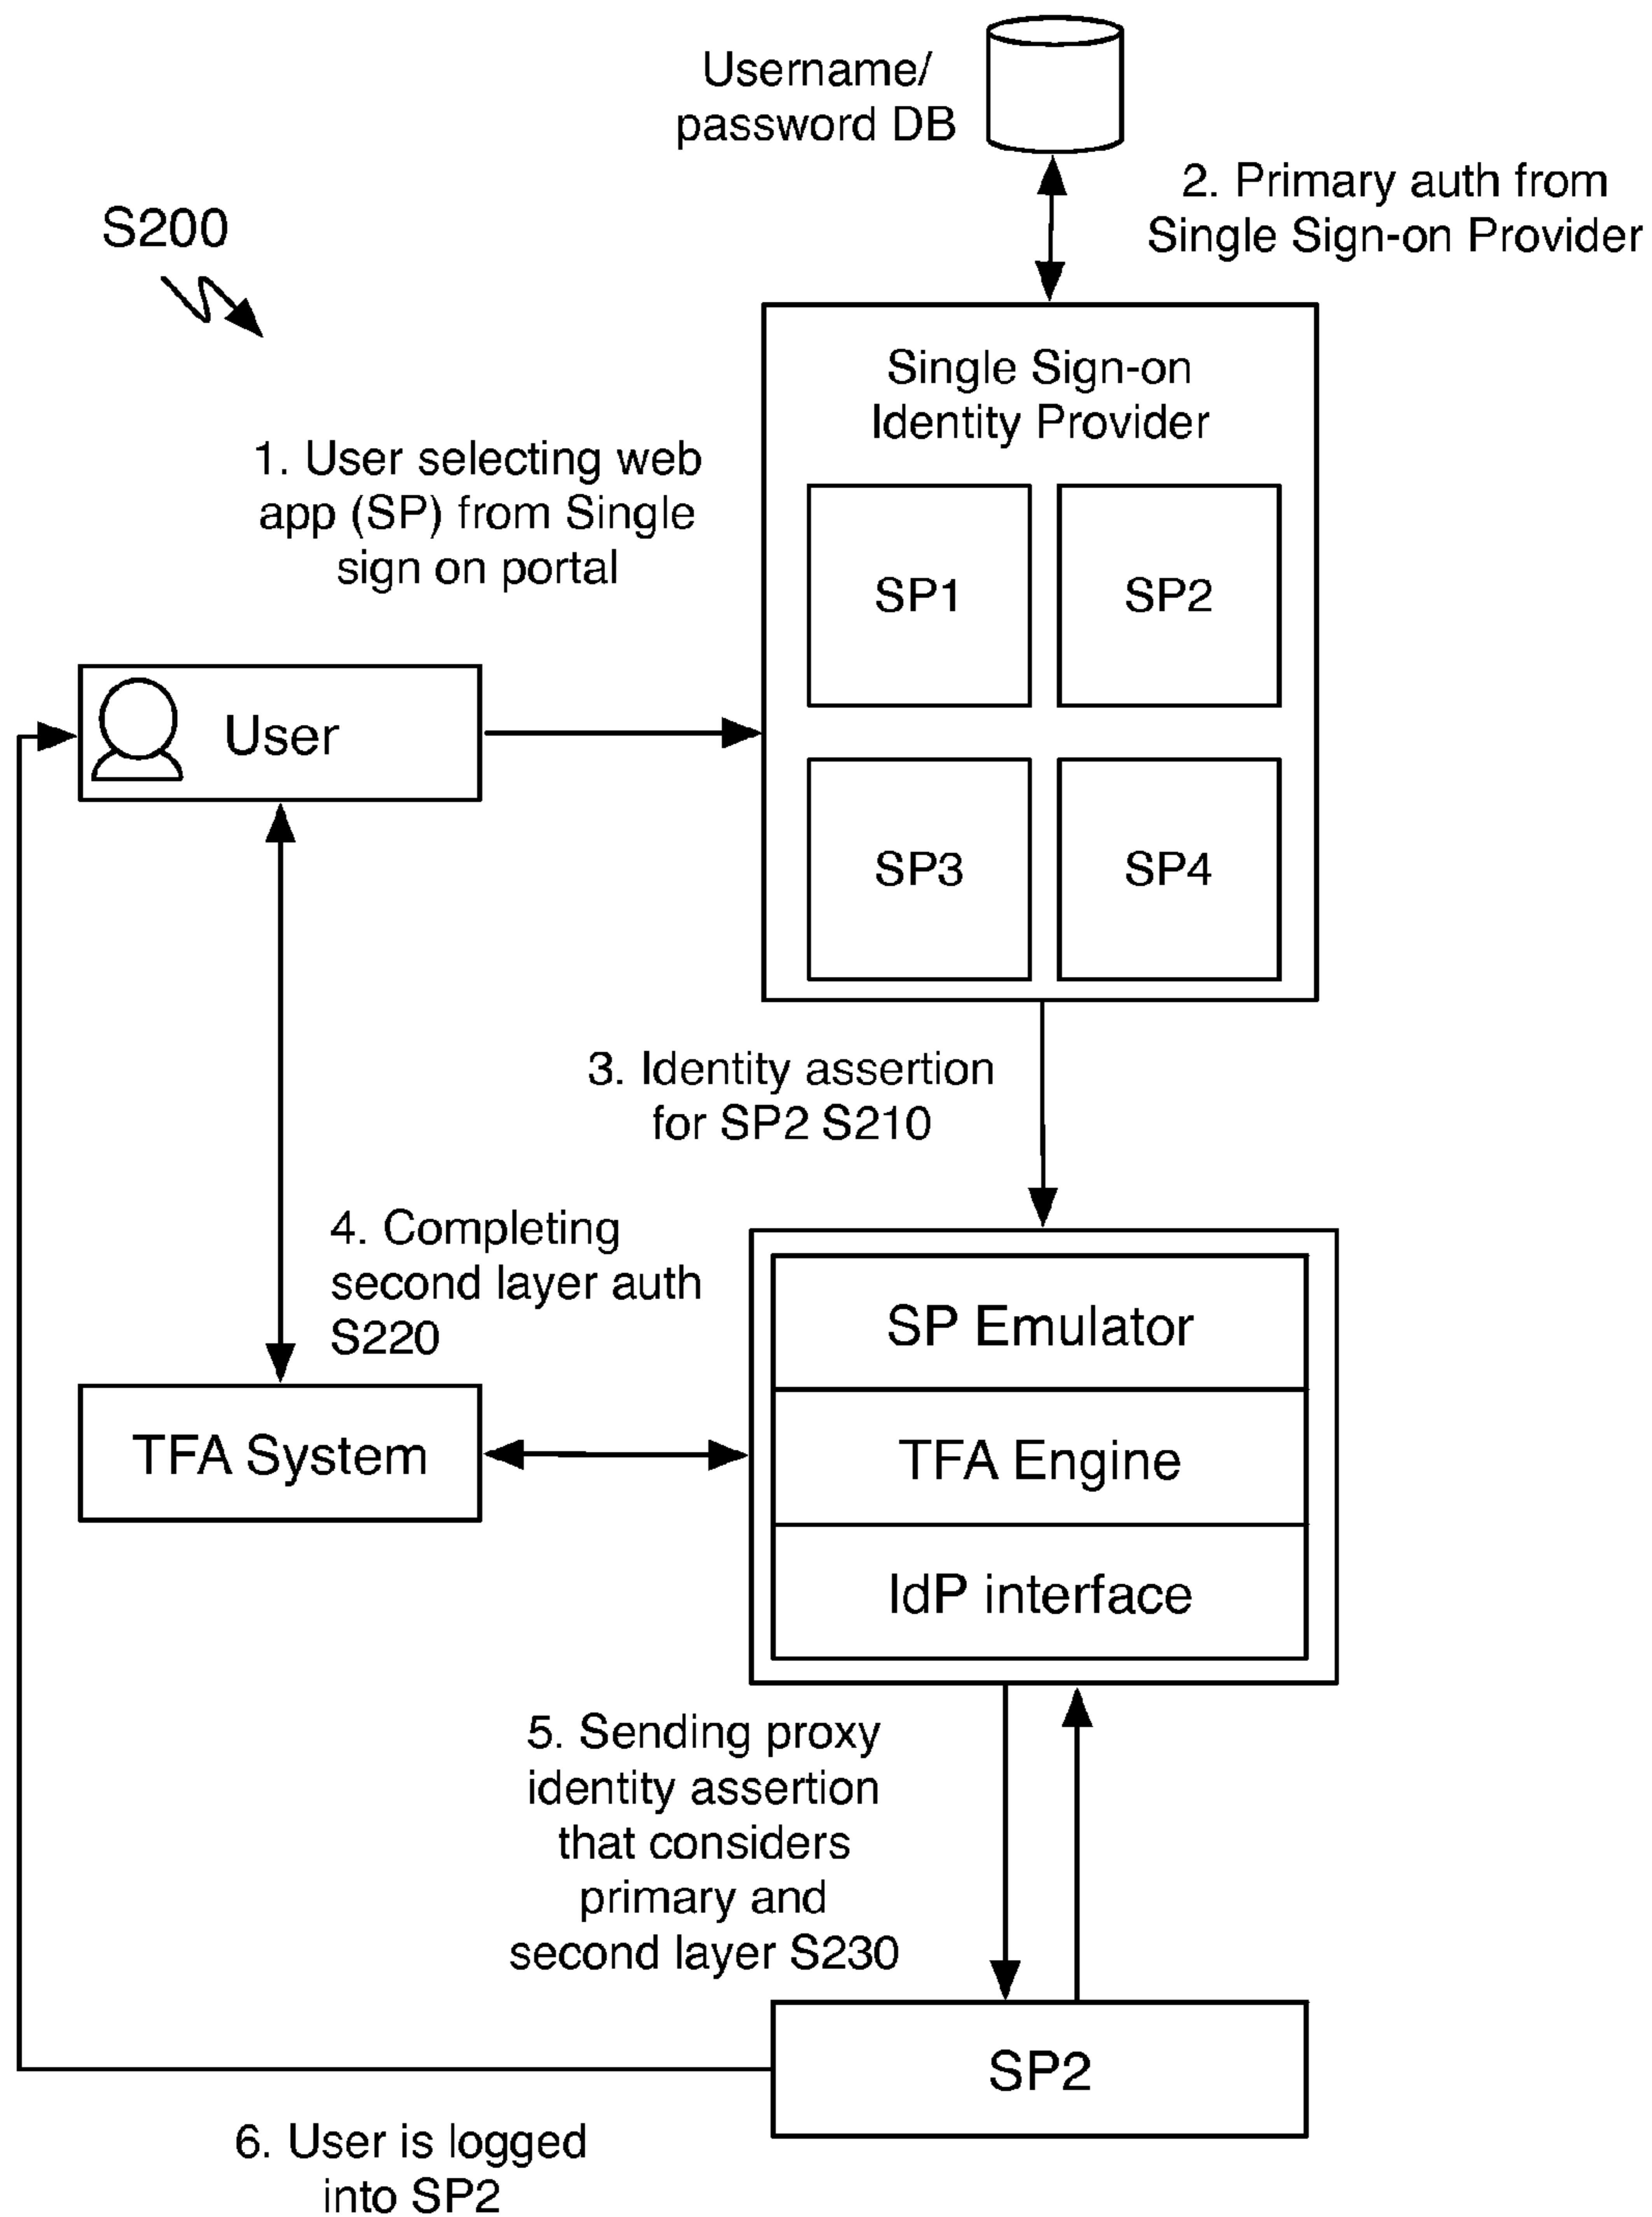 Username/
password DB
2. Primary auth from
Single Sign-on Provider
S200
Single Sign-on
Identity Provider
1. User selecting web
app (SP) from Single
sign on portal
SP1
SP2
User
SP3
SP4
3. Identity assertion
for SP2 S210
4. Completing
second layer auth
S220
SP Emulator
TFA System
TFA Engine
IdP interface
5. Sending proxy
identity assertion
that considers
primary and
second layer S230
SP2
6. User is logged
into SP2